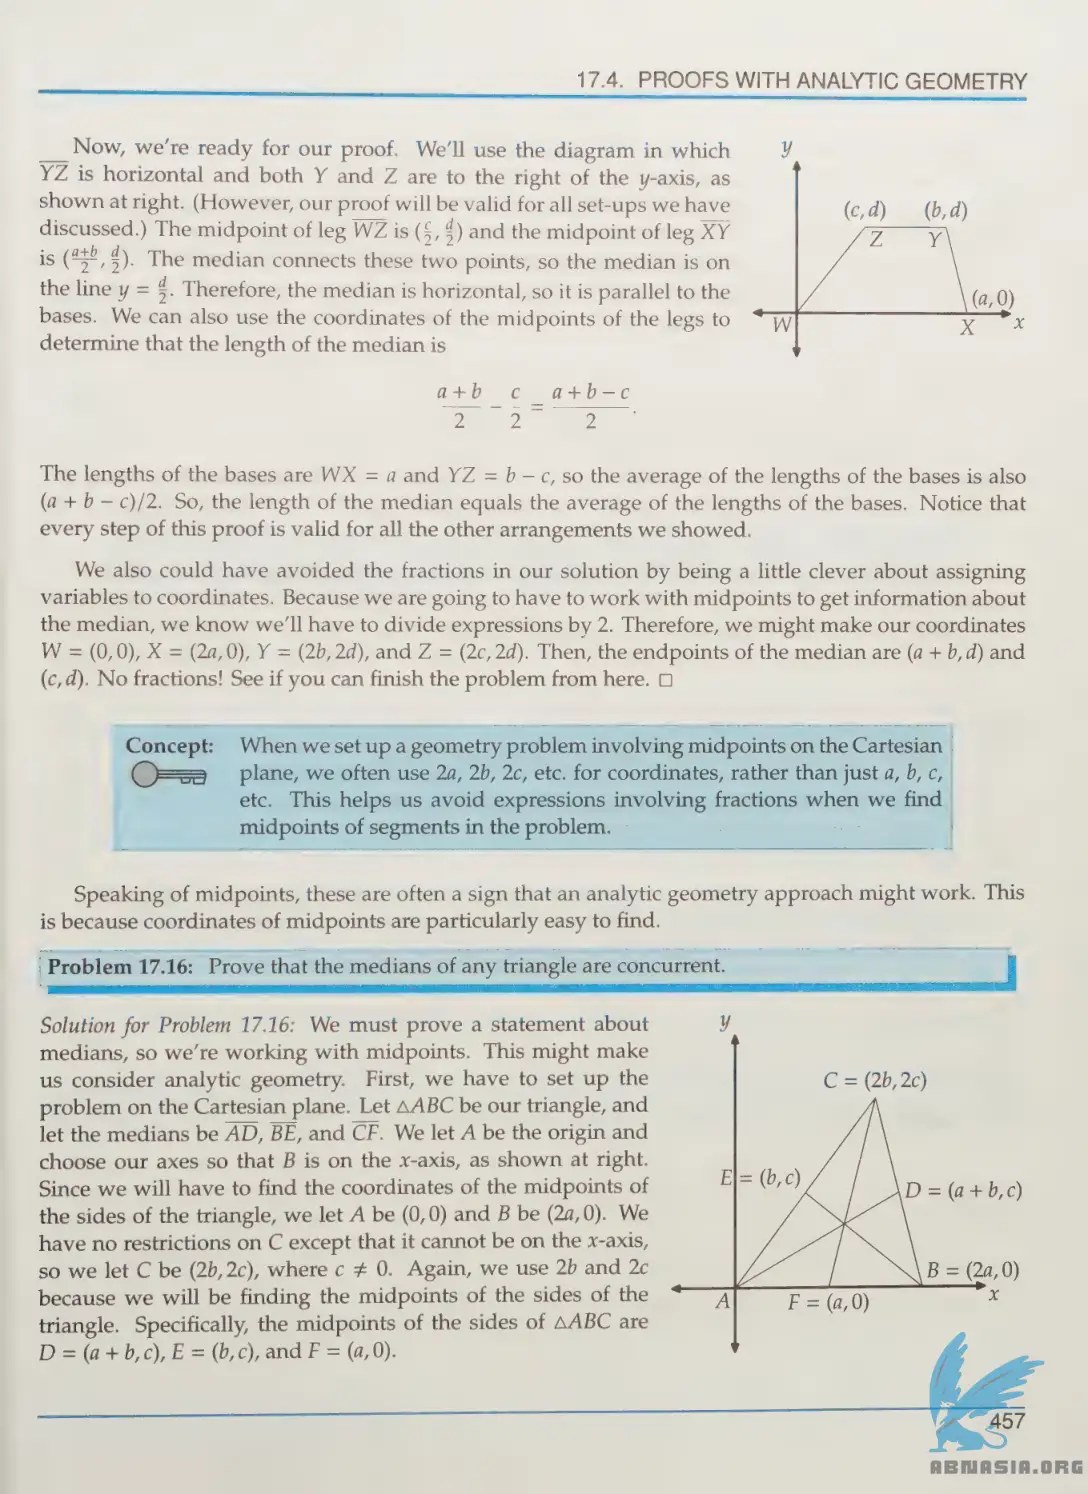 17.4. PROOFS WITH ANALYTIC GEOMETRY
Now, we're ready for our proof. We'll use the diagram in which
YZ is horizontal and both Y and Z are to the right of the y-axis, as
shown at right. (However, our proof will be valid for all set-ups we have
discussed.) The midpoint of leg WZ is (c/2, d/2) and the midpoint of leg XY
is (a+b/2, d/2). The median connects these two points, so the median is on
the line y = d/2. Therefore, the median is horizontal, so it is parallel to the
bases. We can also use the coordinates of the midpoints of the legs to
determine that the length of the median is
y
(c,d) (b,d)
Z Y
(a,0)
W X x
a + b / 2 − c / 2 = a + b − c / 2.
The lengths of the bases are WX = a and YZ = b − c, so the average of the lengths of the bases is also
(a + b − c)/2. So, the length of the median equals the average of the lengths of the bases. Notice that
every step of this proof is valid for all the other arrangements we showed.
We also could have avoided the fractions in our solution by being a little clever about assigning
variables to coordinates. Because we are going to have to work with midpoints to get information about
the median, we know we'll have to divide expressions by 2. Therefore, we might make our coordinates
W = (0,0), X = (2a,0), Y = (2b,2d), and Z = (2c,2d). Then, the endpoints of the median are (a + b,d) and
(c,d). No fractions! See if you can finish the problem from here. □
Concept: When we set up a geometry problem involving midpoints on the Cartesian
plane, we often use 2a, 2b, 2c, etc. for coordinates, rather than just a, b, c,
etc. This helps us avoid expressions involving fractions when we find
midpoints of segments in the problem.
Speaking of midpoints, these are often a sign that an analytic geometry approach might work. This
is because coordinates of midpoints are particularly easy to find.
Problem 17.16: Prove that the medians of any triangle are concurrent.
Solution for Problem 17.16: We must prove a statement about
medians, so we're working with midpoints. This might make
us consider analytic geometry. First, we have to set up the
problem on the Cartesian plane. Let △ABC be our triangle, and
let the medians be AD, BE, and CF. We let A be the origin and
choose our axes so that B is on the x-axis, as shown at right.
Since we will have to find the coordinates of the midpoints of
the sides of the triangle, we let A be (0,0) and B be (2a,0). We
have no restrictions on C except that it cannot be on the x-axis,
so we let C be (2b,2c), where c ≠ 0. Again, we use 2b and 2c
because we will be finding the midpoints of the sides of the
triangle. Specifically, the midpoints of the sides of △ABC are
D = (a + b,c), E = (b,c), and F = (a,0).
y
C = (2b,2c)
E = (b,c)
D = (a + b,c)
B = (2a,0)
A F = (a,0) x
457
ABNASIA.ORG